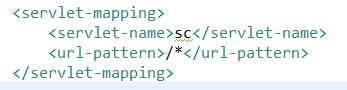 <servlet-mapping>
    <servlet-name>sc</servlet-name>
    <url-pattern>/*</url-pattern>
</servlet-mapping>